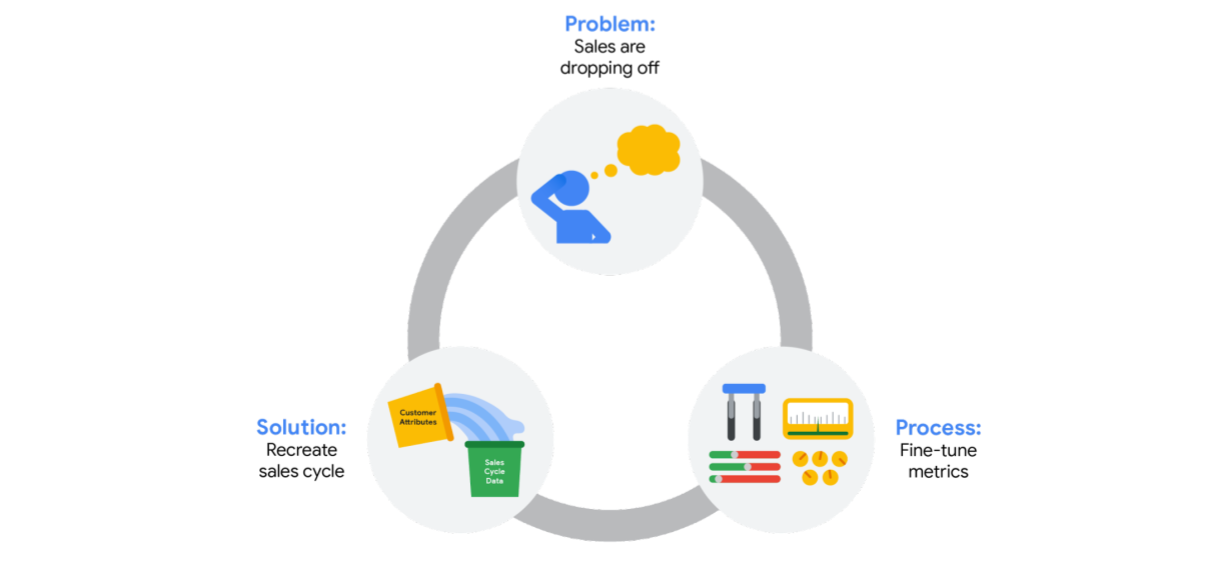 Problem:
Sales are
dropping off
Customer
Attributes
Sales
Cycle
Data
Solution:
Recreate
sales cycle
Process:
Fine-tune
metrics